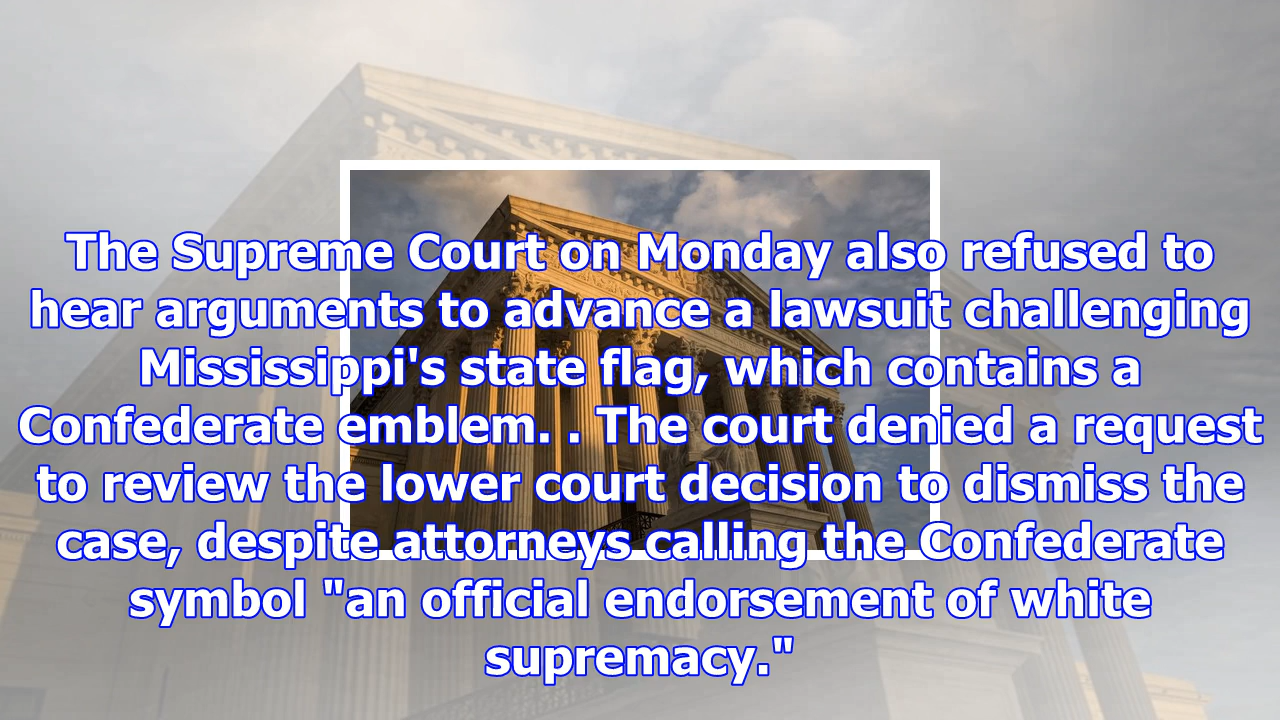 The Supreme Court on Monday also refused to
hear arguments to advance a lawsuit challenging
Mississippi's state flag, which contains a
Confederate emblem. . The court denied a request
to review the lower court decision to dismiss the
case, despite attorneys calling the Confederate
symbol "an official endorsement of white
supremacy."